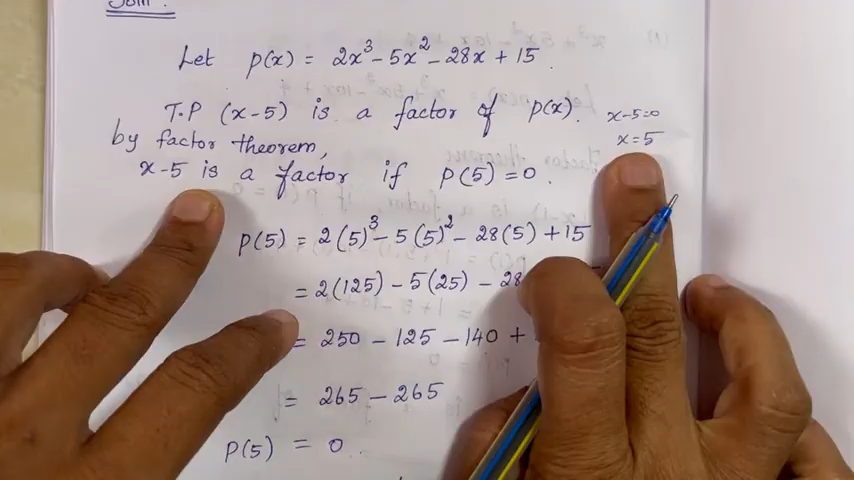 Soln.
Let p(x) = 2x³ - 5x² - 28x + 15.
T.P (x-5) is a factor of p(x). x-5=0
by factor theorem, x=5
x-5 is a factor if p(5) = 0.
p(5) = 2(5)³ - 5(5)² - 28(5) + 15
= 2(125) - 5(25) - 28
= 250 - 125 - 140 +
= 265 - 265
P(5) = 0.